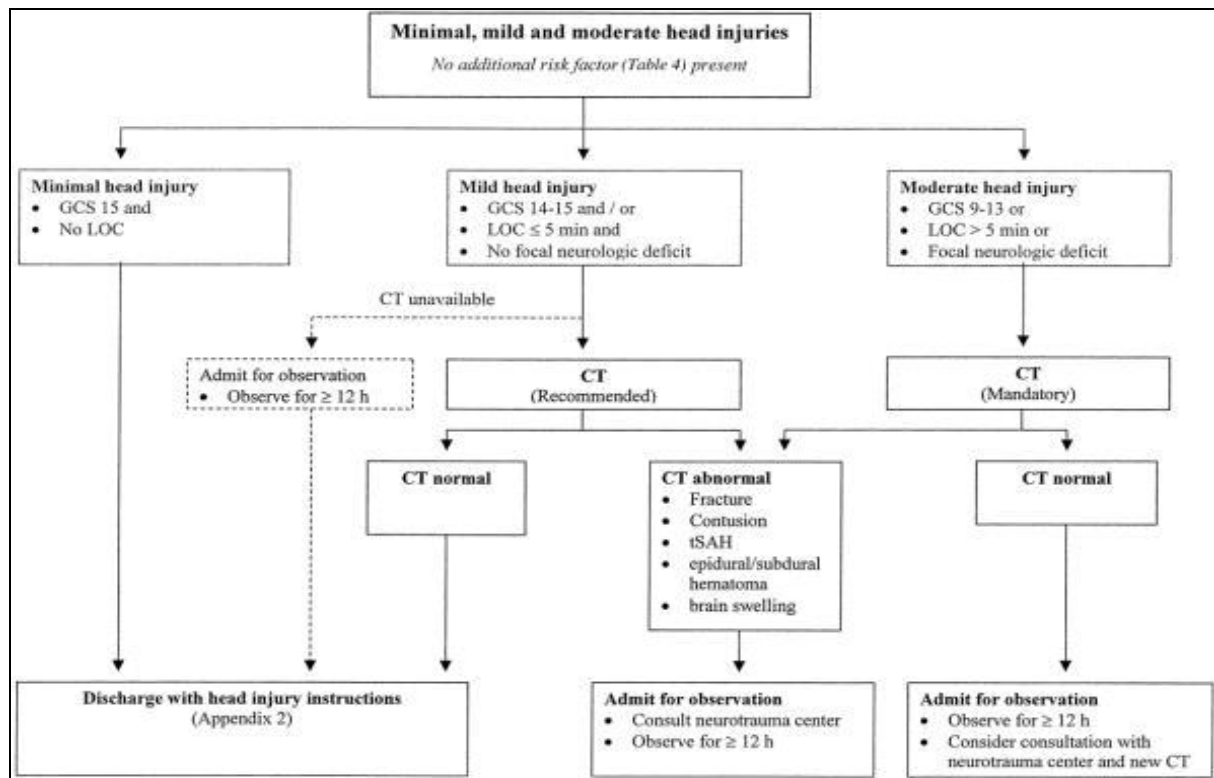 Minimal, mild and moderate head injuries
No additional risk factor (Table 4) present
Minimal head injury
• GCS 15 and
• No LOC
Mild head injury
• GCS 14-15 and / or
• LOC ≤ 5 min and
• No focal neurologic deficit
Moderate head injury
• GCS 9-13 or
• LOC > 5 min or
• Focal neurologic deficit
CT unavailable
Admit for observation
• Observe for ≥ 12 h
CT
(Recommended)
CT
(Mandatory)
CT normal
CT abnormal
• Fracture
• Contusion
• tSAH
• epidural/subdural
hematoma
• brain swelling
CT normal
Discharge with head injury instructions
(Appendix 2)
Admit for observation
• Consult neurotrauma center
• Observe for ≥ 12 h
Admit for observation
• Observe for ≥ 12 h
• Consider consultation with
neurotrauma center and new CT